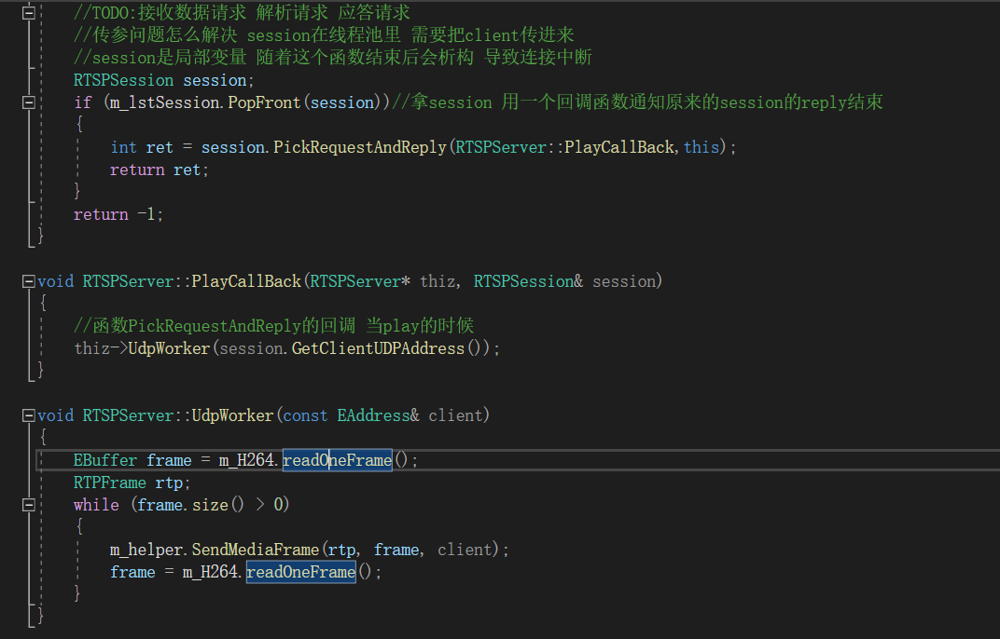 //TODO:接收数据请求 解析请求 应答请求
//传参问题怎么解决 session在线程池里 需要把client传进来
//session是局部变量 随着这个函数结束后会析构 导致连接中断
RTSPSession session;
if (m_lstSession.PopFront(session))//拿session 用一个回调函数通知原来的session的reply结束
{
int ret = session.PickRequestAndReply(RTSPServer::PlayCallBack,this);
return ret;
}
return -1;
}
void RTSPServer::PlayCallBack(RTSPServer* thiz, RTSPSession& session)
{
//函数PickRequestAndReply的回调 当play的时候
thiz->UdpWorker(session.GetClientUDPAddress());
}
void RTSPServer::UdpWorker(const EAddress& client)
{
EBuffer frame = m_H264.readOneFrame();
RTPFrame rtp;
while (frame.size() > 0)
{
m_helper.SendMediaFrame(rtp, frame, client);
frame = m_H264.readOneFrame();
}
}